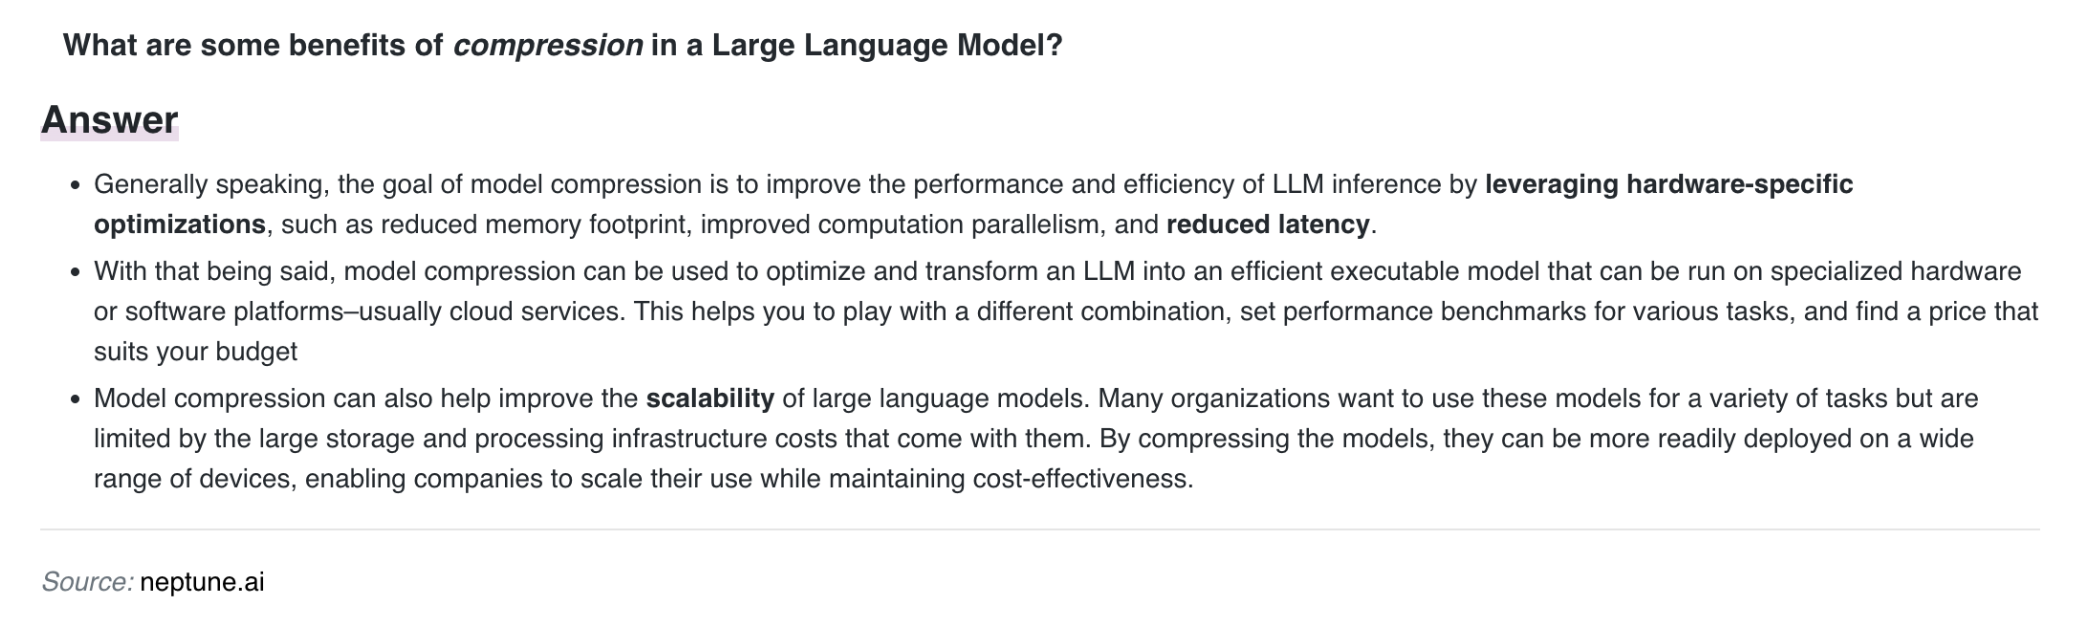 What are some benefits of compression in a Large Language Model?
Answer
• Generally speaking, the goal of model compression is to improve the performance and efficiency of LLM inference by leveraging hardware-specific
optimizations, such as reduced memory footprint, improved computation parallelism, and reduced latency.
• With that being said, model compression can be used to optimize and transform an LLM into an efficient executable model that can be run on specialized hardware
or software platforms–usually cloud services. This helps you to play with a different combination, set performance benchmarks for various tasks, and find a price that
suits your budget
• Model compression can also help improve the scalability of large language models. Many organizations want to use these models for a variety of tasks but are
limited by the large storage and processing infrastructure costs that come with them. By compressing the models, they can be more readily deployed on a wide
range of devices, enabling companies to scale their use while maintaining cost-effectiveness.
Source: neptune.ai